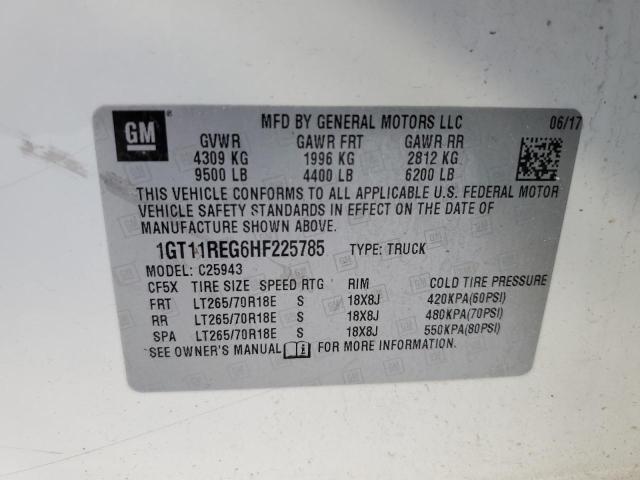 GM ® MFD BY GENERAL MOTORS LLC 06/17
GVWR GAWR FRT GAWR RR
4309 KG 1996 KG 2812 KG
9500 LB 4400 LB 6200 LB
THIS VEHICLE CONFORMS TO ALL APPLICABLE U.S. FEDERAL MOTOR
VEHICLE SAFETY STANDARDS IN EFFECT ON THE DATE OF
MANUFACTURE SHOWN ABOVE.
1GT11REG6HF225785 TYPE: TRUCK
MODEL: C25943
CF5X TIRE SIZE SPEED RTG RIM COLD TIRE PRESSURE
FRT LT265/70R18E S 18X8J 420KPA(60PSI)
RR LT265/70R18E S 18X8J 480KPA(70PSI)
SPA LT265/70R18E S 18X8J 550KPA(80PSI)
SEE OWNER'S MANUAL FOR MORE INFORMATION.